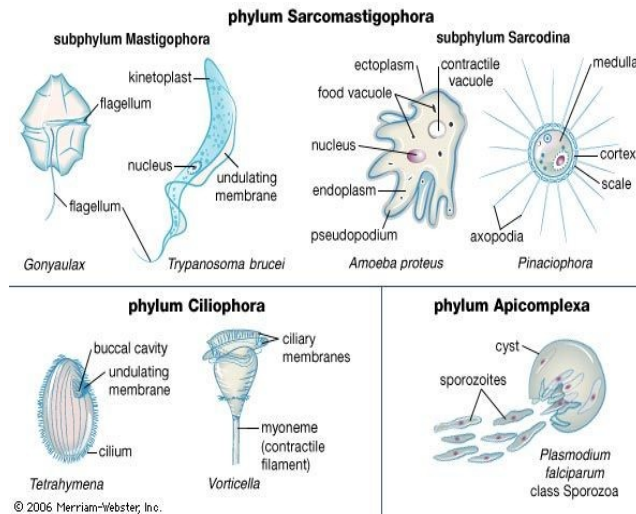 phylum Sarcomastigophora
subphylum Mastigophora
kinetoplast
flagellum
nucleus
undulating
membrane
flagellum
Gonyaulax
Trypanosoma brucei
subphylum Sarcodina
ectoplasm
contractile
vacuole
food vacuole
nucleus
endoplasm
pseudopodium
Amoeba proteus
medulla
cortex
scale
axopodia
Pinaciophora
phylum Ciliophora
buccal cavity
undulating
membrane
cilium
Tetrahymena
ciliary
membranes
myoneme
(contractile
filament)
Vorticella
phylum Apicomplexa
cyst
sporozoites
Plasmodium
falciparum
class Sporozoa
© 2006 Merriam-Webster, Inc.